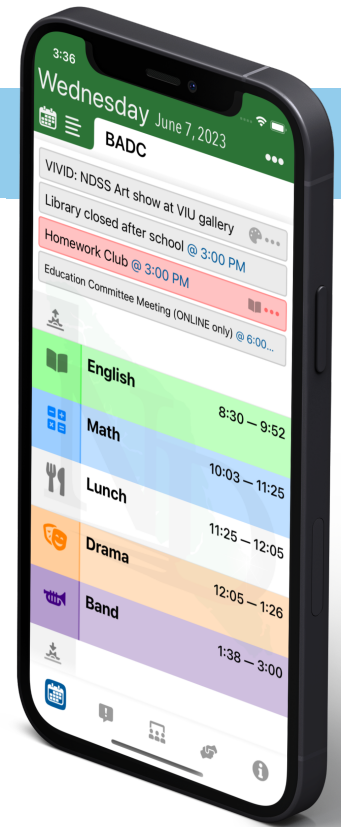 3:36
Wednesday June 7, 2023
BADC
VIVID: NDSS Art show at VIU gallery
Library closed after school @ 3:00 PM
Homework Club @ 3:00 PM
Education Committee Meeting (ONLINE only) @ 6:00...
English 8:30 — 9:52
Math 10:03 — 11:25
Lunch 11:25 — 12:05
Drama 12:05 — 1:26
Band 1:38 — 3:00